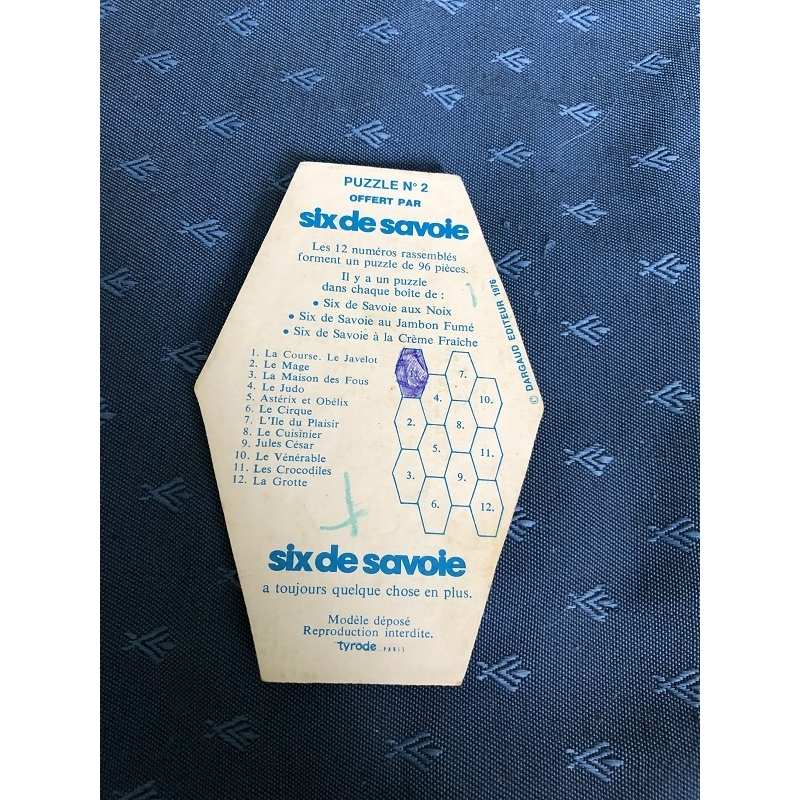 PUZZLE N° 2
OFFERT PAR
six de savoie
Les 12 numéros rassemblés
forment un puzzle de 96 pièces.
Il y a un puzzle
dans chaque boîte de :
• Six de Savoie aux Noix
• Six de Savoie au Jambon Fumé
• Six de Savoie à la Crème Fraîche
© DARGAUD EDITEUR 1976
1. La Course. Le Javelot
2. Le Mage
3. La Maison des Fous
4. Le Judo
5. Astérix et Obélix
6. Le Cirque
7. L'Ile du Plaisir
8. Le Cuisinier
9. Jules César
10. Le Vénérable
11. Les Crocodiles
12. La Grotte
7.
4.
10.
2.
8.
5.
11.
3.
9.
6.
12.
six de savoie
a toujours quelque chose en plus.
Modèle déposé
Reproduction interdite.
tyrode PARIS